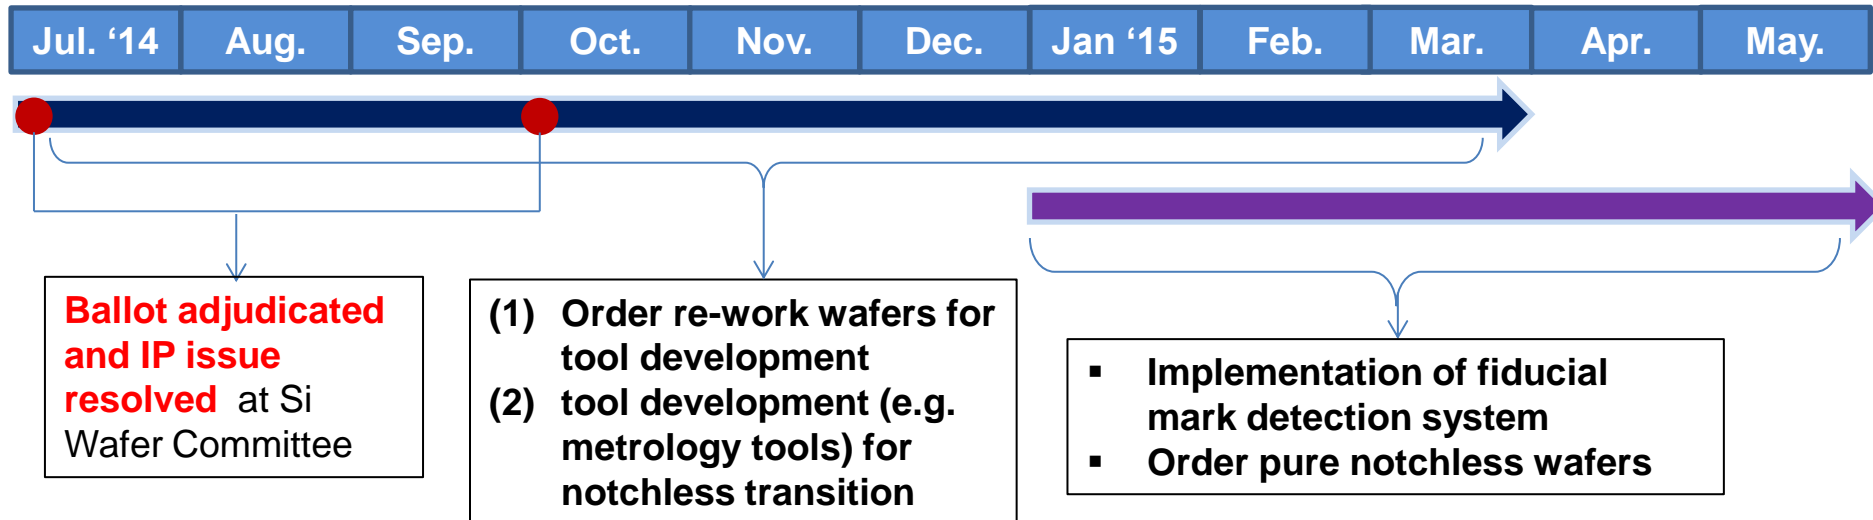 Jul. ‘14 Aug. Sep. Oct. Nov. Dec. Jan ‘15 Feb. Mar. Apr. May.
Ballot adjudicated
and IP issue
resolved at Si
Wafer Committee
(1) Order re-work wafers for
tool development
(2) tool development (e.g.
metrology tools) for
notchless transition
▪ Implementation of fiducial
mark detection system
▪ Order pure notchless wafers